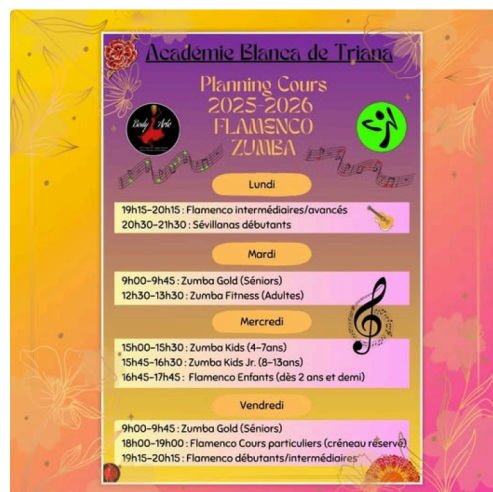 Académie Blanca de Triana
Planning Cours
2025-2026
FLAMENCO
ZUMBA
Body Arte
Lundi
19h15-20h15 : Flamenco intermédiaires/avancés
20h30-21h30 : Sévillanas débutants
Mardi
9h00-9h45 : Zumba Gold (Séniors)
12h30-13h30 : Zumba Fitness (Adultes)
Mercredi
15h00-15h30 : Zumba Kids (4-7ans)
15h45-16h30 : Zumba Kids Jr. (8-13ans)
16h45-17h45 : Flamenco Enfants (dès 2 ans et demi)
Vendredi
9h00-9h45 : Zumba Gold (Séniors)
18h00-19h00 : Flamenco Cours particuliers (créneau réservé)
19h15-20h15 : Flamenco débutants/intermédiaires